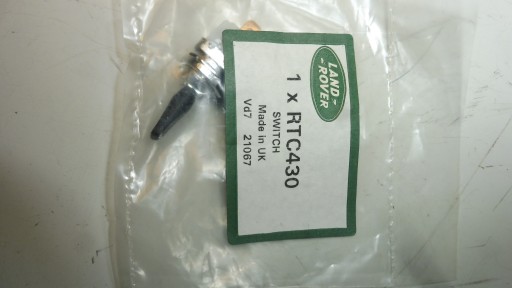 LAND-
-ROVER
1 x RTC430
SWITCH
Made in UK
Vd7 21067